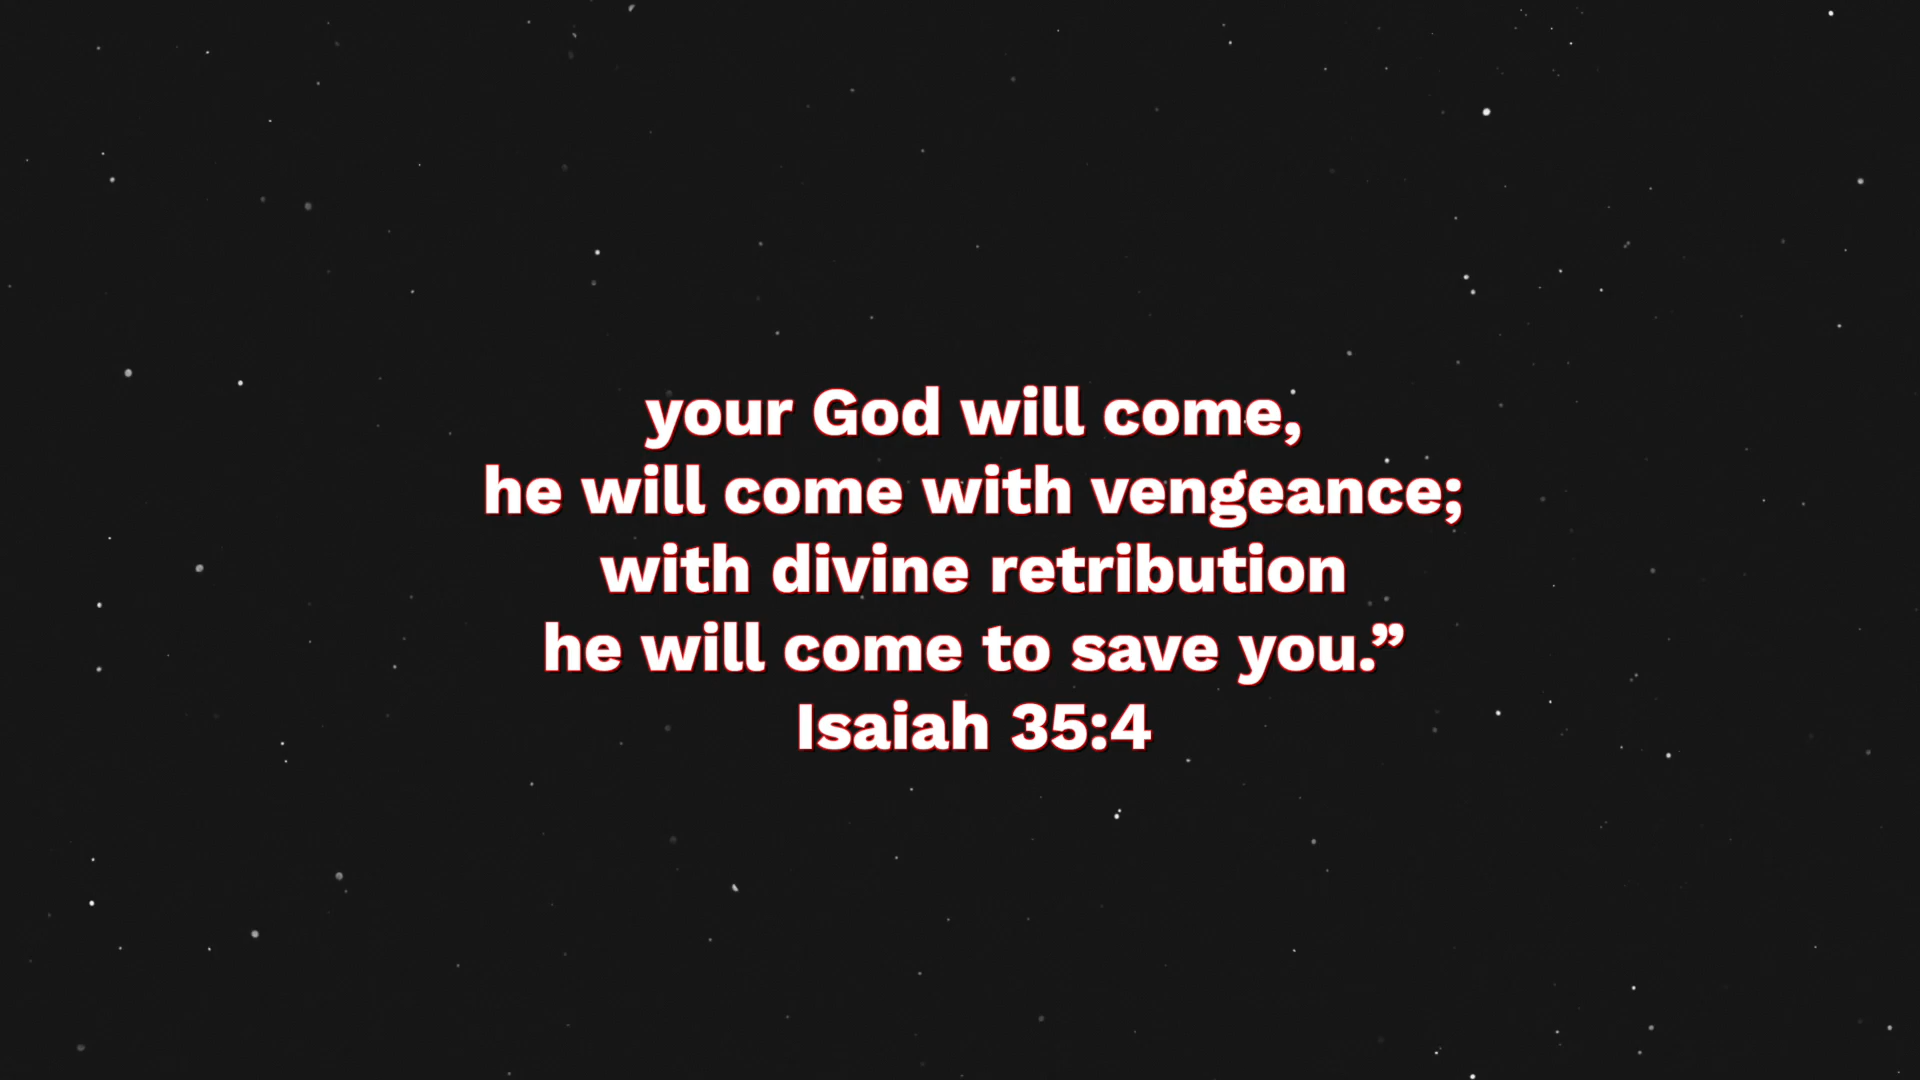 your God will come,
he will come with vengeance;
with divine retribution
he will come to save you.”
Isaiah 35:4